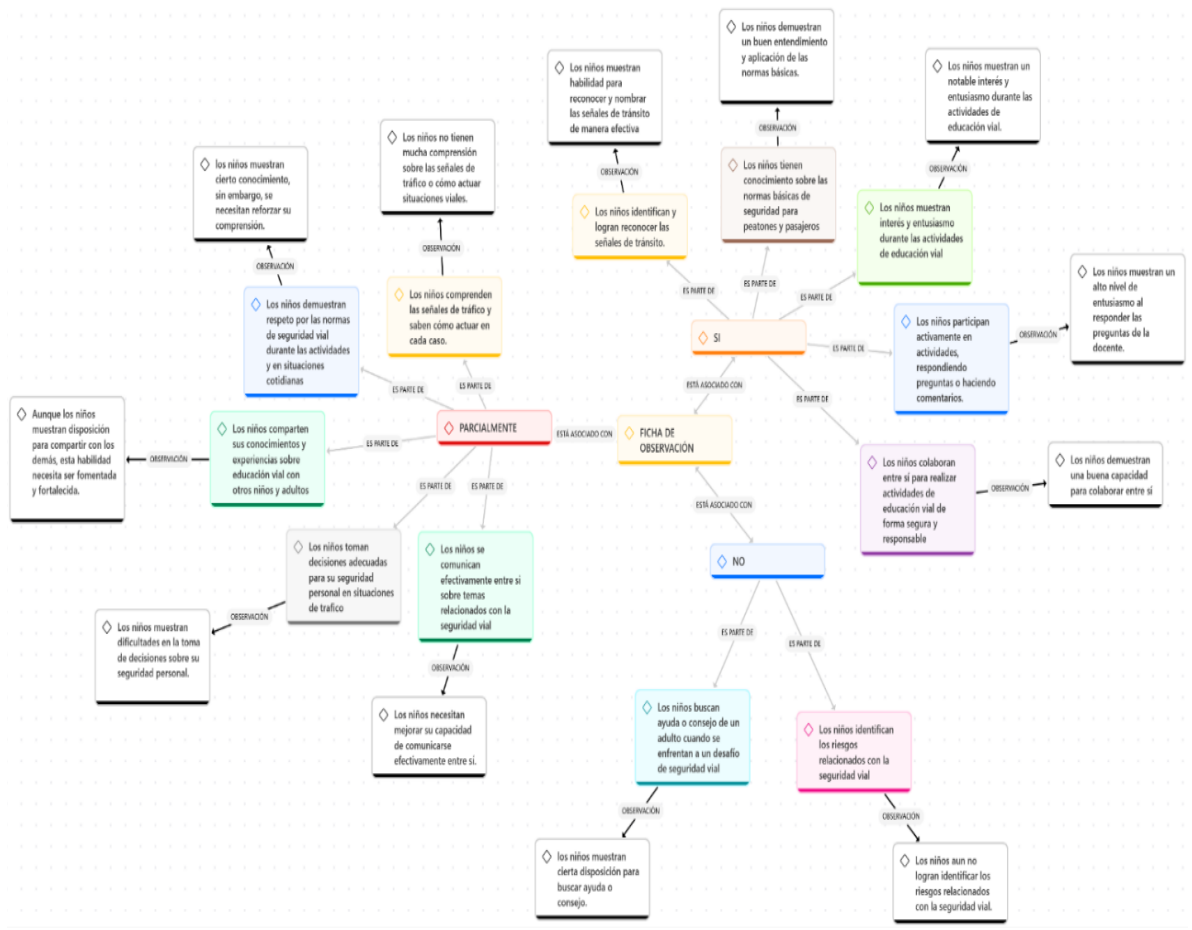 Los niños demuestran
un buen entendimiento
y aplicación de las
normas básicas.
Los niños muestran
habilidad para
reconocer y nombrar
las señales de tránsito
de manera efectiva
Los niños muestran un
notable interés y
entusiasmo durante las
actividades de
educación vial.
OBSERVACIÓN
OBSERVACIÓN
OBSERVACIÓN
Los niños no tienen
mucha comprensión
sobre las señales de
tráfico o cómo actuar
situaciones viales.
los niños muestran
cierto conocimiento,
sin embargo, se
necesitan reforzar su
comprensión.
Los niños tienen
conocimiento sobre las
normas básicas de
seguridad para
peatones y pasajeros
Los niños identifican y
logran reconocer las
señales de tránsito.
Los niños muestran
interés y entusiasmo
durante las actividades
de educación vial
OBSERVACIÓN
OBSERVACIÓN
ES PARTE DE
ES PARTE DE
ES PARTE DE
Los niños demuestran
respeto por las normas
de seguridad vial
durante las actividades
y en situaciones
cotidianas
Los niños comprenden
las señales de tráfico y
saben cómo actuar en
cada caso.
SI
ES PARTE DE
Los niños participan
activamente en
actividades,
respondiendo
preguntas o haciendo
comentarios.
OBSERVACIÓN
Los niños muestran un
alto nivel de
entusiasmo al
responder las
preguntas de la
docente.
ES PARTE DE
ES PARTE DE
ESTÁ ASOCIADO CON
ES PARTE DE
Aunque los niños
muestran disposición
para compartir con los
demás, esta habilidad
necesita ser fomentada
y fortalecida.
OBSERVACIÓN
Los niños comparten
sus conocimientos y
experiencias sobre
educación vial con
otros niños y adultos
ES PARTE DE
PARCIALMENTE
ESTÁ ASOCIADO CON
FICHA DE
OBSERVACIÓN
Los niños colaboran
entre sí para realizar
actividades de
educación vial de
forma segura y
responsable
OBSERVACIÓN
Los niños demuestran
una buena capacidad
para colaborar entre sí
ES PARTE DE
ES PARTE DE
ESTÁ ASOCIADO CON
Los niños toman
decisiones adecuadas
para su seguridad
personal en situaciones
de trafico
Los niños se
comunican
efectivamente entre sí
sobre temas
relacionados con la
seguridad vial
NO
OBSERVACIÓN
Los niños muestran
dificultades en la toma
de decisiones sobre su
seguridad personal.
OBSERVACIÓN
Los niños necesitan
mejorar su capacidad
de comunicarse
efectivamente entre sí.
ES PARTE DE
ES PARTE DE
Los niños buscan
ayuda o consejo de un
adulto cuando se
enfrentan a un desafío
de seguridad vial
Los niños identifican
los riesgos
relacionados con la
seguridad vial
OBSERVACIÓN
OBSERVACIÓN
los niños muestran
cierta disposición para
buscar ayuda o
consejo.
Los niños aun no
logran identificar los
riesgos relacionados
con la seguridad vial.